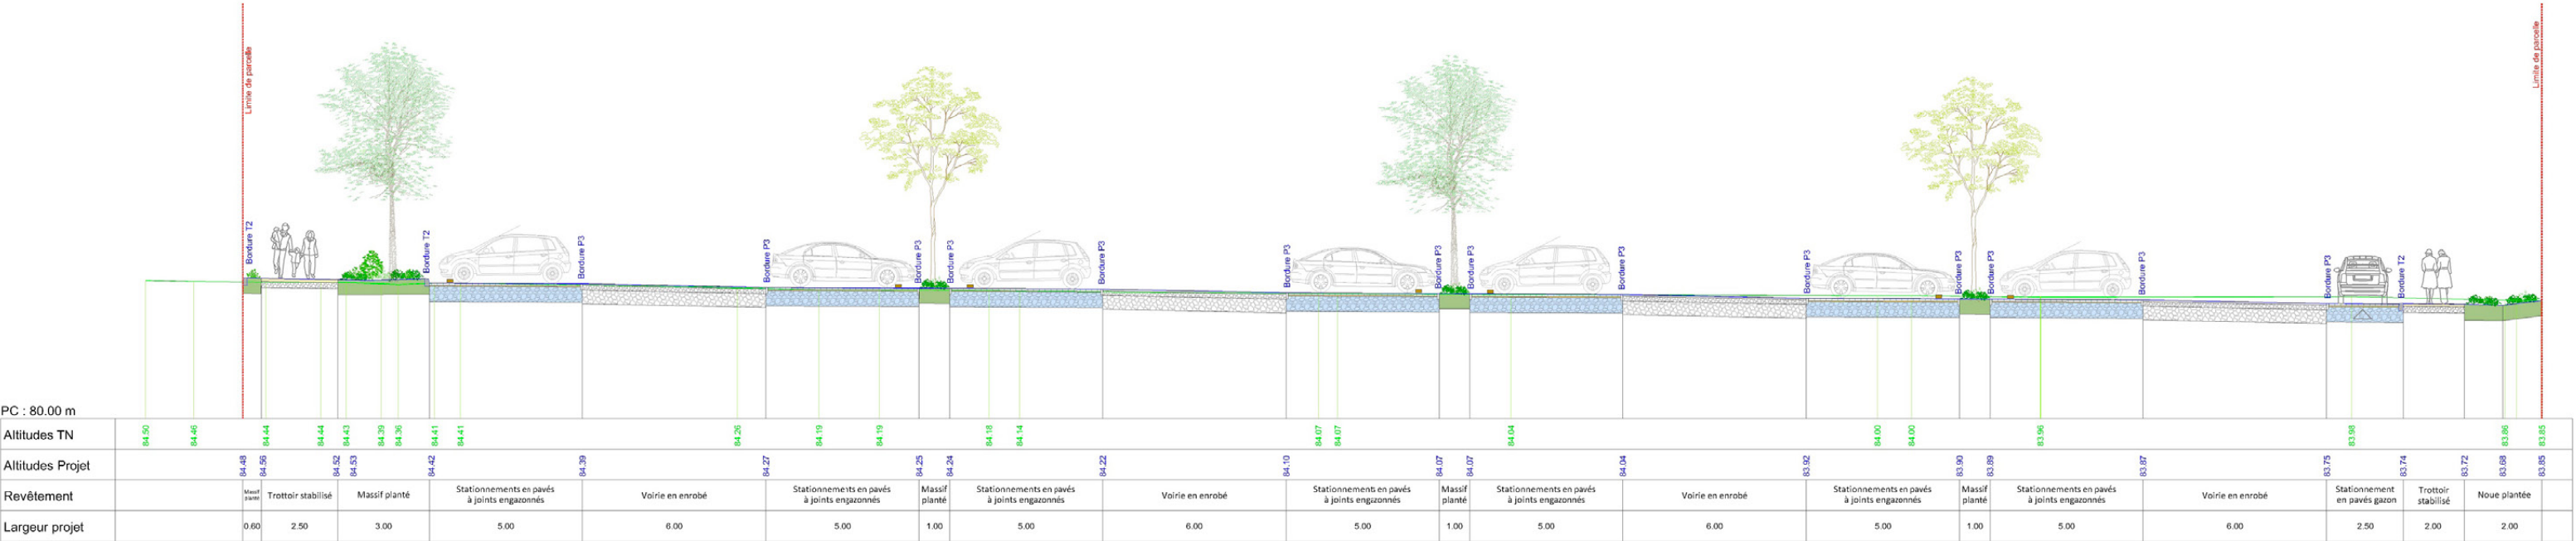 Limite de parcelle
Limite de parcelle
Bordure T2
Bordure T2
Bordure P3
Bordure P3
Bordure P3
Bordure P3
Bordure P3
Bordure P3
Bordure P3
Bordure P3
Bordure P3
Bordure P3
Bordure P3
Bordure P3
Bordure P3
Bordure P3
Bordure T2
PC : 80.00 m
Altitudes TN
84.50 84.46 84.44 84.44 84.43 84.39 84.36 84.41 84.41 84.26 84.19 84.19 84.18 84.14 84.07 84.07 84.04 84.00 84.00 83.96 83.98 83.86 83.85
Altitudes Projet
84.48 84.56 84.52 84.53 84.42 84.39 84.27 84.25 84.24 84.22 84.10 84.07 84.07 84.04 83.92 83.90 83.89 83.87 83.75 83.74 83.72 83.68 83.85
Revêtement
Massif
planté
Trottoir stabilisé
Massif planté
Stationnements en pavés
à joints engazonnés
Voirie en enrobé
Stationnements en pavés
à joints engazonnés
Massif
planté
Stationnements en pavés
à joints engazonnés
Voirie en enrobé
Stationnements en pavés
à joints engazonnés
Massif
planté
Stationnements en pavés
à joints engazonnés
Voirie en enrobé
Stationnements en pavés
à joints engazonnés
Massif
planté
Stationnements en pavés
à joints engazonnés
Voirie en enrobé
Stationnement
en pavés gazon
Trottoir
stabilisé
Noue plantée
Largeur projet
0.60 2.50 3.00 5.00 6.00 5.00 1.00 5.00 6.00 5.00 1.00 5.00 6.00 5.00 1.00 5.00 6.00 2.50 2.00 2.00